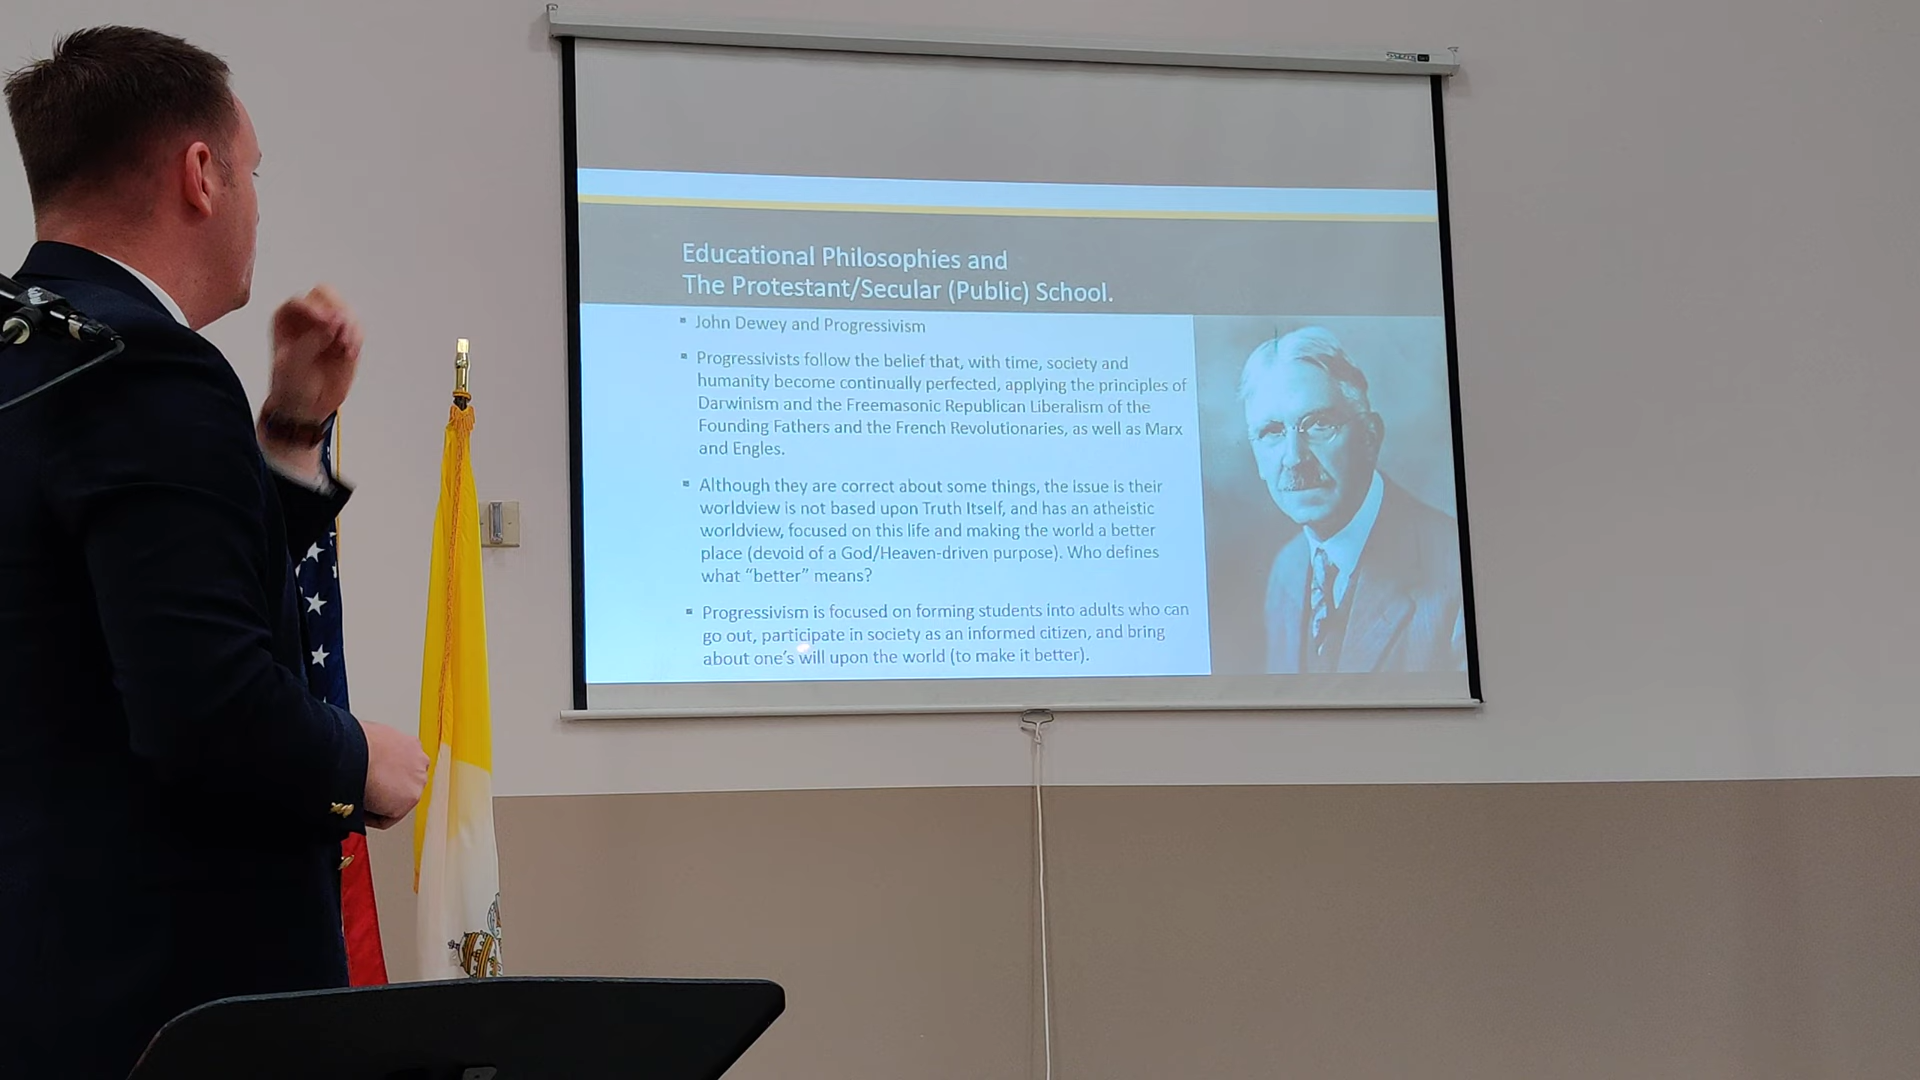 Educational Philosophies and
The Protestant/Secular (Public) School.
▪ John Dewey and Progressivism
▪ Progressivists follow the belief that, with time, society and
humanity become continually perfected, applying the principles of
Darwinism and the Freemasonic Republican Liberalism of the
Founding Fathers and the French Revolutionaries, as well as Marx
and Engles.
▪ Although they are correct about some things, the issue is their
worldview is not based upon Truth Itself, and has an atheistic
worldview, focused on this life and making the world a better
place (devoid of a God/Heaven-driven purpose). Who defines
what “better” means?
▪ Progressivism is focused on forming students into adults who can
go out, participate in society as an informed citizen, and bring
about one’s will upon the world (to make it better).